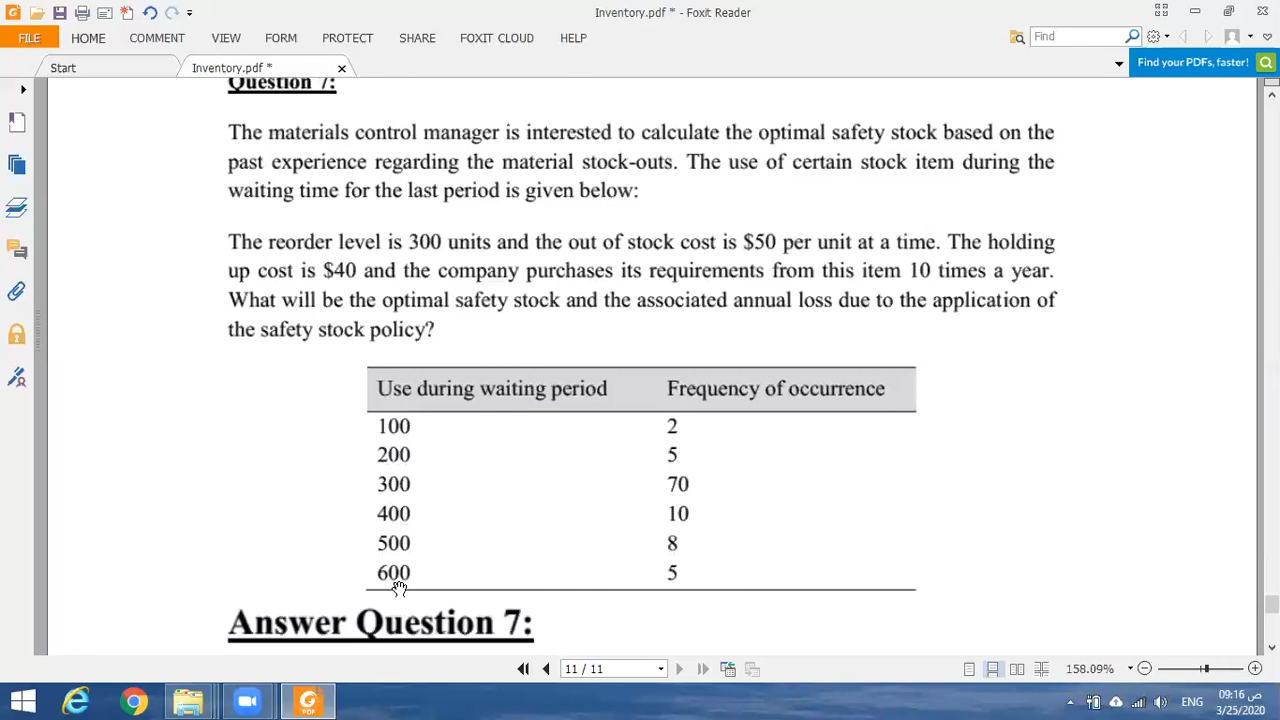 Inventory.pdf * - Foxit Reader
FILE HOME COMMENT VIEW FORM PROTECT SHARE FOXIT CLOUD HELP
Find
Start
Inventory.pdf *
Find your PDFs, faster!
Question 7:
The materials control manager is interested to calculate the optimal safety stock based on the
past experience regarding the material stock-outs. The use of certain stock item during the
waiting time for the last period is given below:
The reorder level is 300 units and the out of stock cost is $50 per unit at a time. The holding
up cost is $40 and the company purchases its requirements from this item 10 times a year.
What will be the optimal safety stock and the associated annual loss due to the application of
the safety stock policy?
Use during waiting period Frequency of occurrence
100 2
200 5
300 70
400 10
500 8
600 5
Answer Question 7:
11 / 11
158.09%
ENG
09:16 ص
3/25/2020
PDF